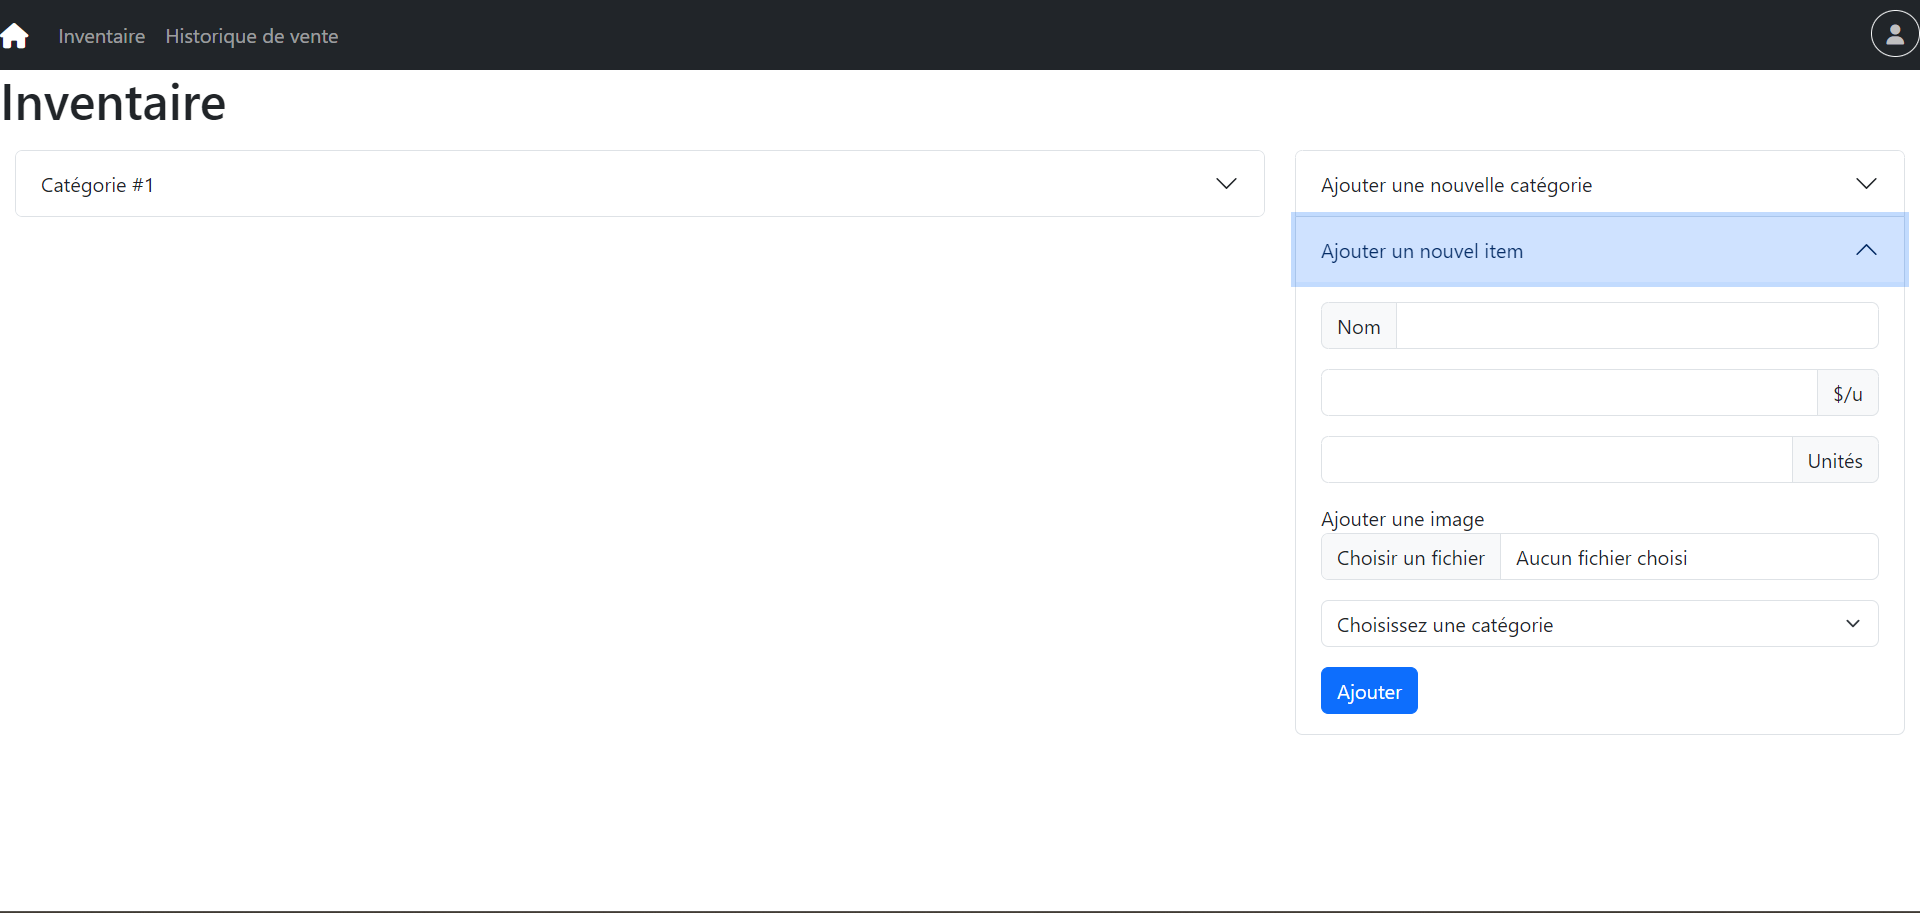 Inventaire Historique de vente
Inventaire
Catégorie #1
Ajouter une nouvelle catégorie
Ajouter un nouvel item
Nom
$/u
Unités
Ajouter une image
Choisir un fichier Aucun fichier choisi
Choisissez une catégorie
Ajouter